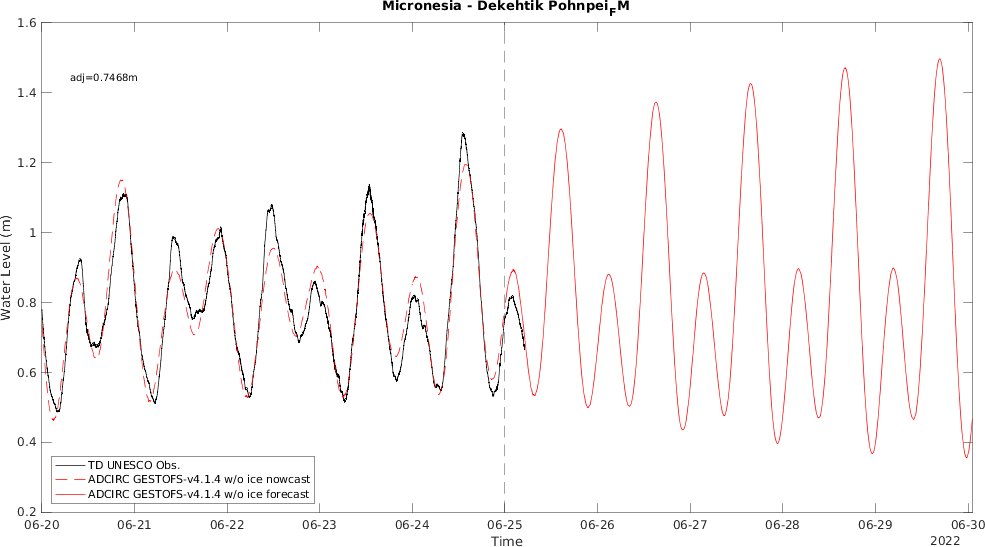 Micronesia - Dekehtik Pohnpei_FM
adj=0.7468m
Water Level (m)
1.6
1.4
1.2
1
0.8
0.6
0.4
0.2
TD UNESCO Obs.
ADCIRC GESTOFS-v4.1.4 w/o ice nowcast
ADCIRC GESTOFS-v4.1.4 w/o ice forecast
06-20 06-21 06-22 06-23 06-24 06-25 06-26 06-27 06-28 06-29 06-30
Time
2022